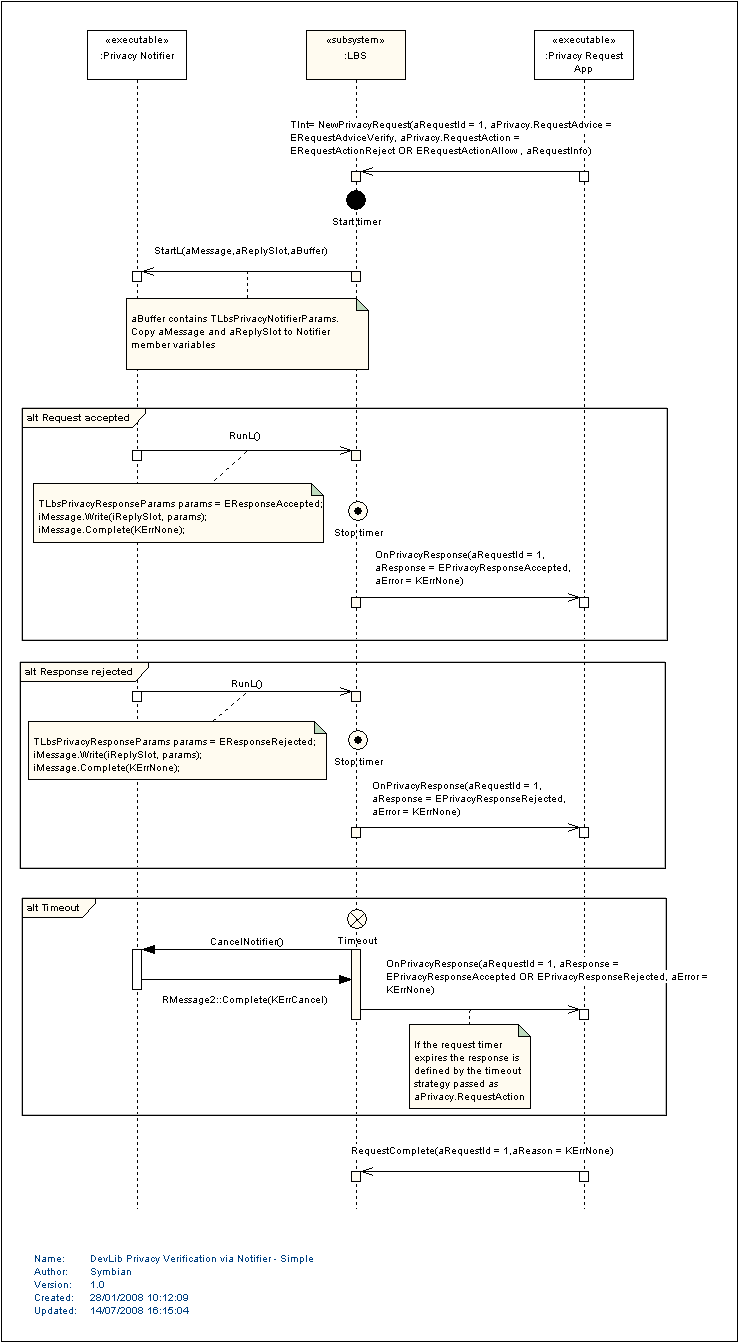 «executable»
:Privacy Notifier
«subsystem»
:LBS
«executable»
:Privacy Request
App
TInt= NewPrivacyRequest(aRequestId = 1, aPrivacy.RequestAdvice =
ERequestAdviceVerify, aPrivacy.RequestAction =
ERequestActionReject OR ERequestActionAllow , aRequestInfo)
Start timer
StartL(aMessage,aReplySlot,aBuffer)
aBuffer contains TLbsPrivacyNotifierParams.
Copy aMessage and aReplySlot to Notifier
member variables
alt Request accepted
RunL()
TLbsPrivacyResponseParams params = EResponseAccepted;
iMessage.Write(iReplySlot, params);
iMessage.Complete(KErrNone);
Stop timer
OnPrivacyResponse(aRequestId = 1,
aResponse = EPrivacyResponseAccepted,
aError = KErrNone)
alt Response rejected
RunL()
TLbsPrivacyResponseParams params = EResponseRejected;
iMessage.Write(iReplySlot, params);
iMessage.Complete(KErrNone);
Stop timer
OnPrivacyResponse(aRequestId = 1,
aResponse = EPrivacyResponseRejected,
aError = KErrNone)
alt Timeout
Timeout
CancelNotifier()
OnPrivacyResponse(aRequestId = 1, aResponse =
EPrivacyResponseAccepted OR EPrivacyResponseRejected, aError =
KErrNone)
RMessage2::Complete(KErrCancel)
If the request timer
expires the response is
defined by the timeout
strategy passed as
aPrivacy.RequestAction
RequestComplete(aRequestId = 1,aReason = KErrNone)
Name: DevLib Privacy Verification via Notifier - Simple
Author: Symbian
Version: 1.0
Created: 28/01/2008 10:12:09
Updated: 14/07/2008 16:15:04